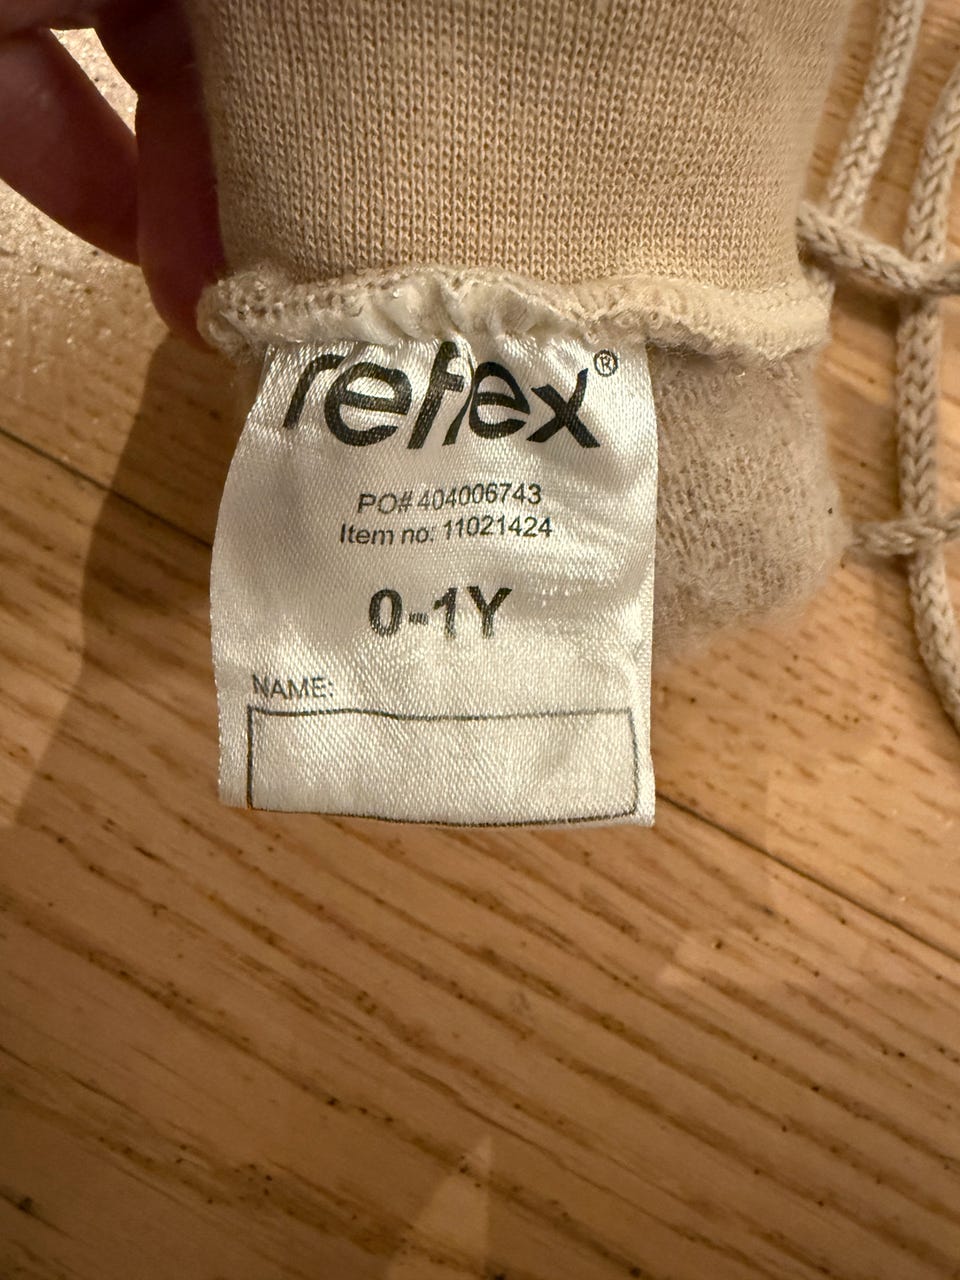 reflex®
PO# 404006743
Item no: 11021424
0-1Y
NAME: